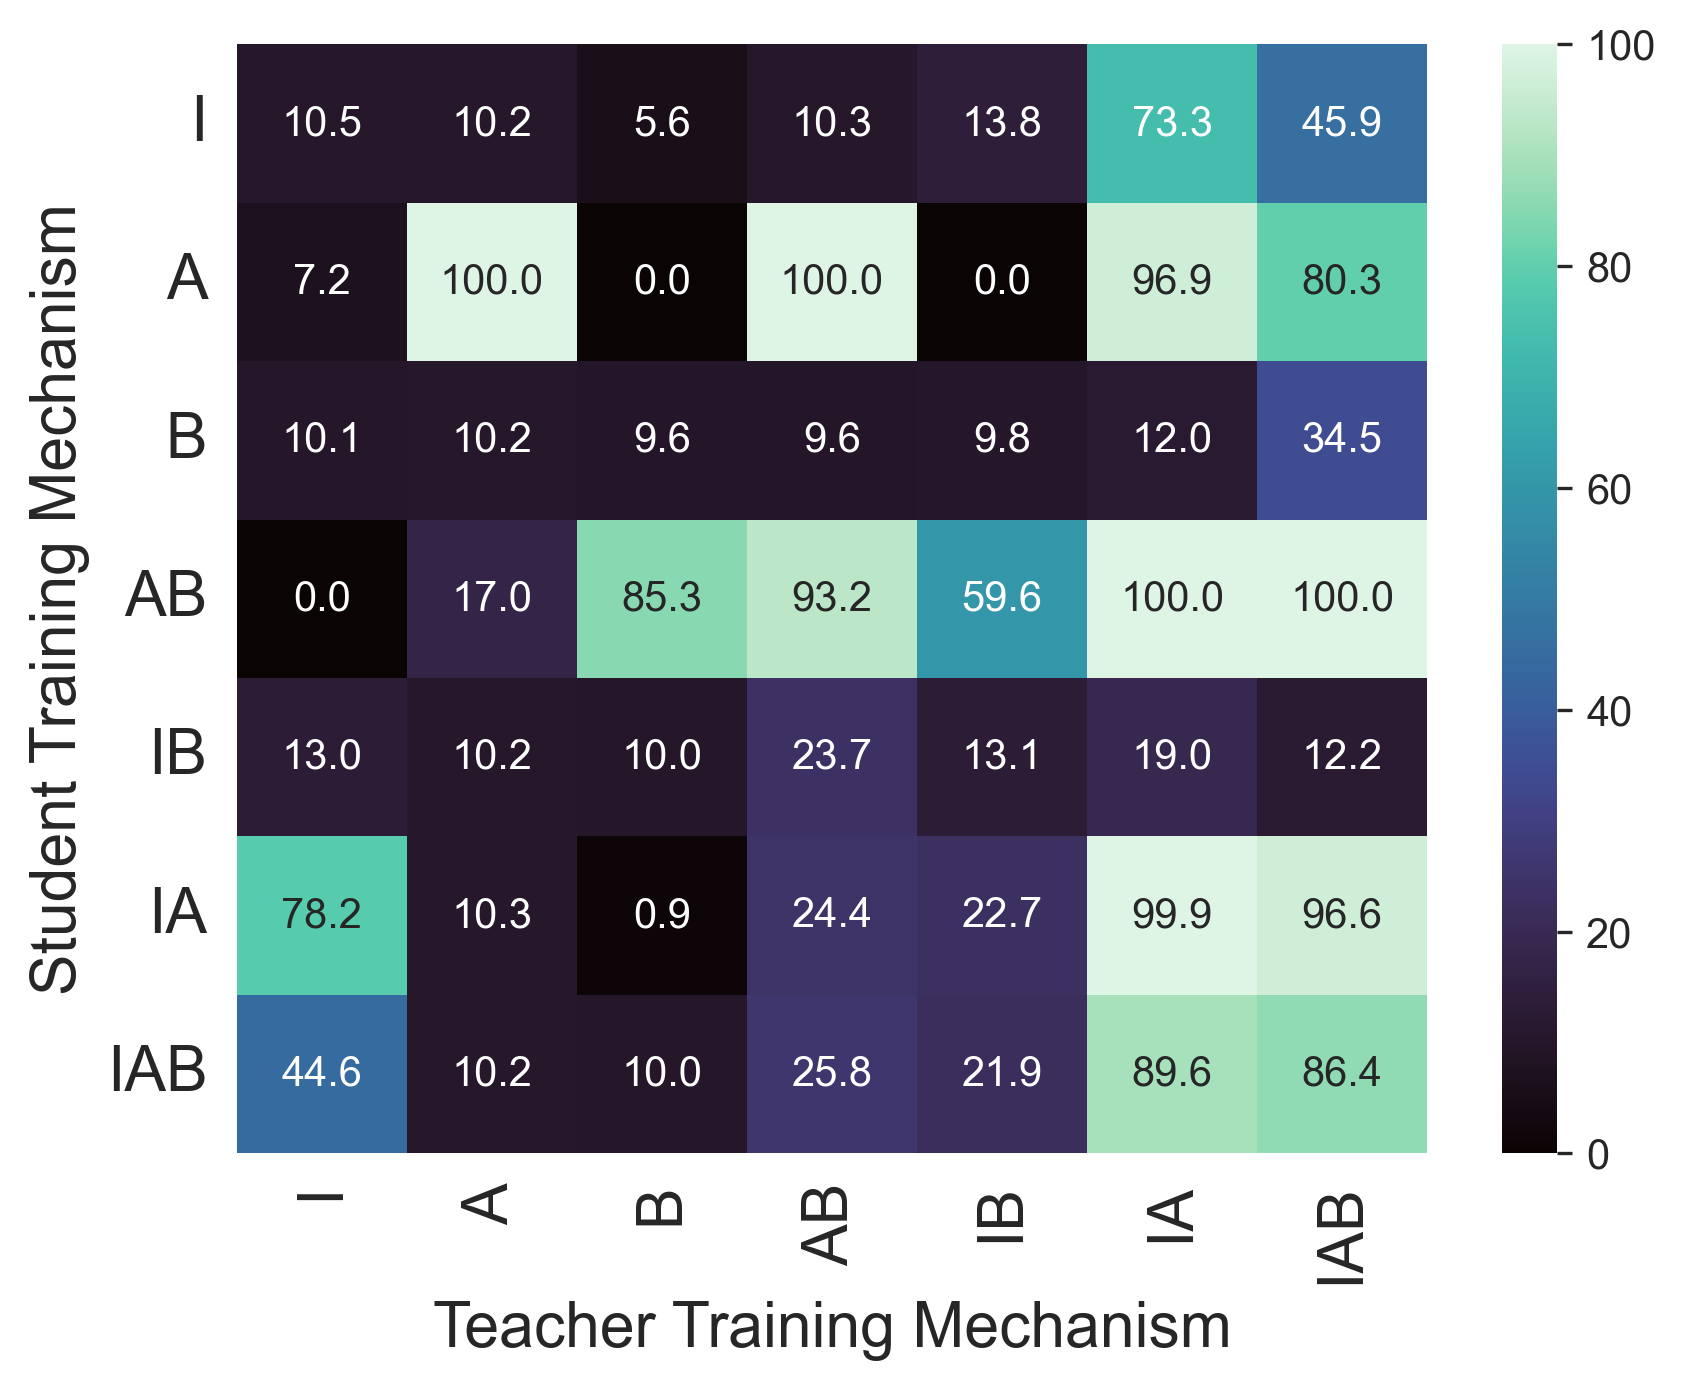 Student Training Mechanism
I 10.5 10.2 5.6 10.3 13.8 73.3 45.9
A 7.2 100.0 0.0 100.0 0.0 96.9 80.3
B 10.1 10.2 9.6 9.6 9.8 12.0 34.5
AB 0.0 17.0 85.3 93.2 59.6 100.0 100.0
IB 13.0 10.2 10.0 23.7 13.1 19.0 12.2
IA 78.2 10.3 0.9 24.4 22.7 99.9 96.6
IAB 44.6 10.2 10.0 25.8 21.9 89.6 86.4
I A B AB IB IA IAB
Teacher Training Mechanism
100
80
60
40
20
0